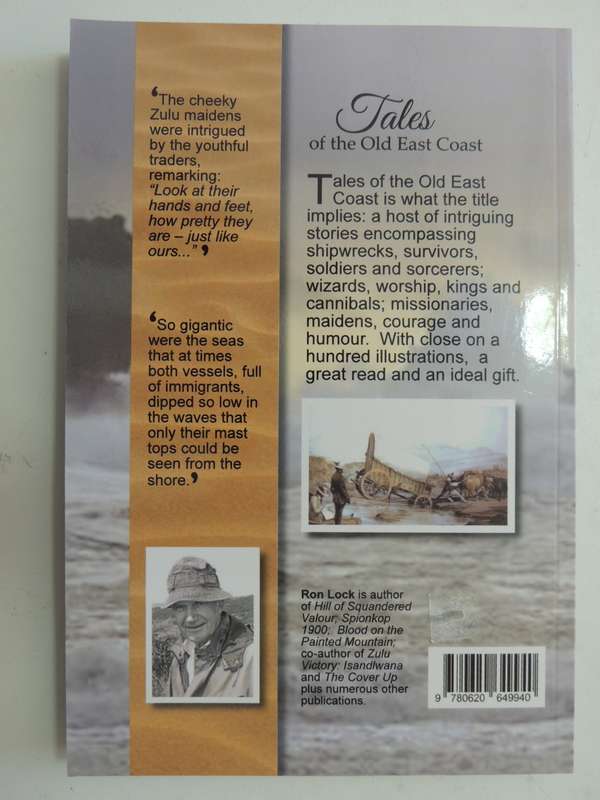 ‘The cheeky
Zulu maidens
were intrigued
by the youthful
traders,
remarking:
“Look at their
hands and feet,
how pretty they
are – just like
ours...” ’
‘So gigantic
were the seas
that at times
both vessels, full
of immigrants,
dipped so low in
the waves that
only their mast
tops could be
seen from the
shore.’
Tales
of the Old East Coast
Tales of the Old East
Coast is what the title
implies: a host of intriguing
stories encompassing
shipwrecks, survivors,
soldiers and sorcerers;
wizards, worship, kings and
cannibals; missionaries,
maidens, courage and
humour. With close on a
hundred illustrations, a
great read and an ideal gift.
Ron Lock is author
of Hill of Squandered
Valour; Spionkop
1900; Blood on the
Painted Mountain;
co-author of Zulu
Victory: Isandlwana
and The Cover Up
plus numerous other
publications.
9 780620 649940